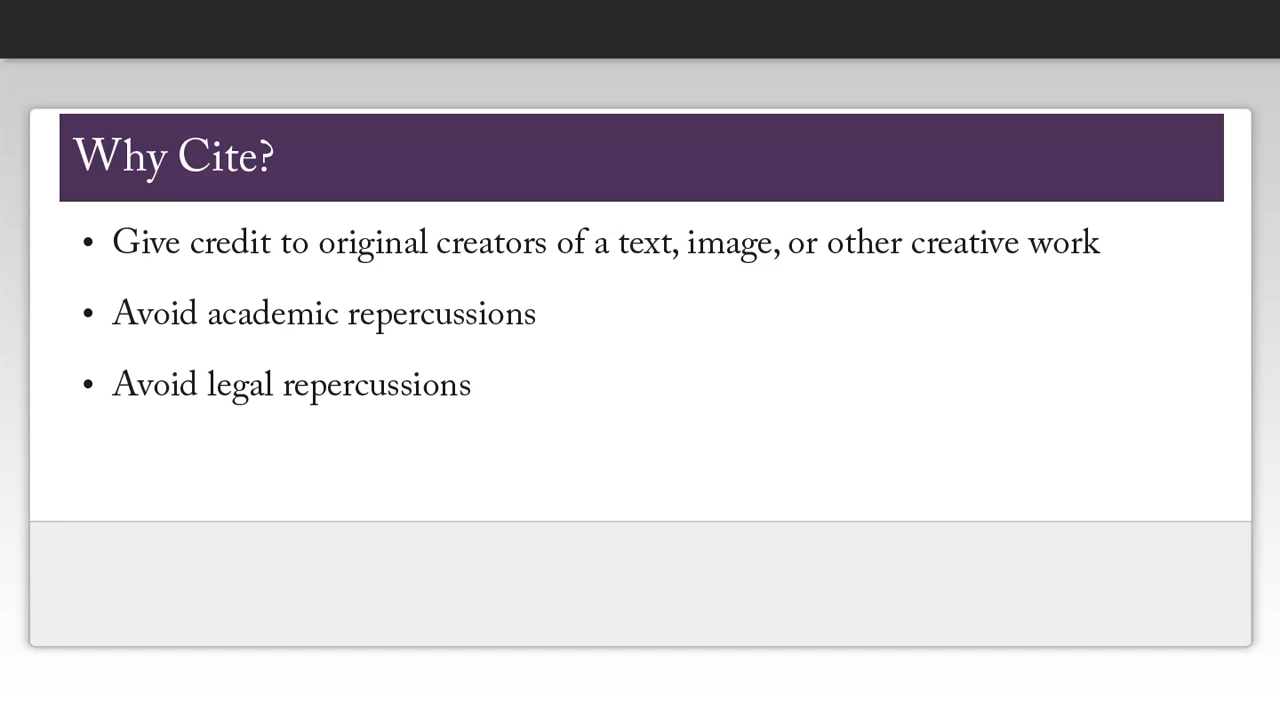 Why Cite?
• Give credit to original creators of a text, image, or other creative work
• Avoid academic repercussions
• Avoid legal repercussions